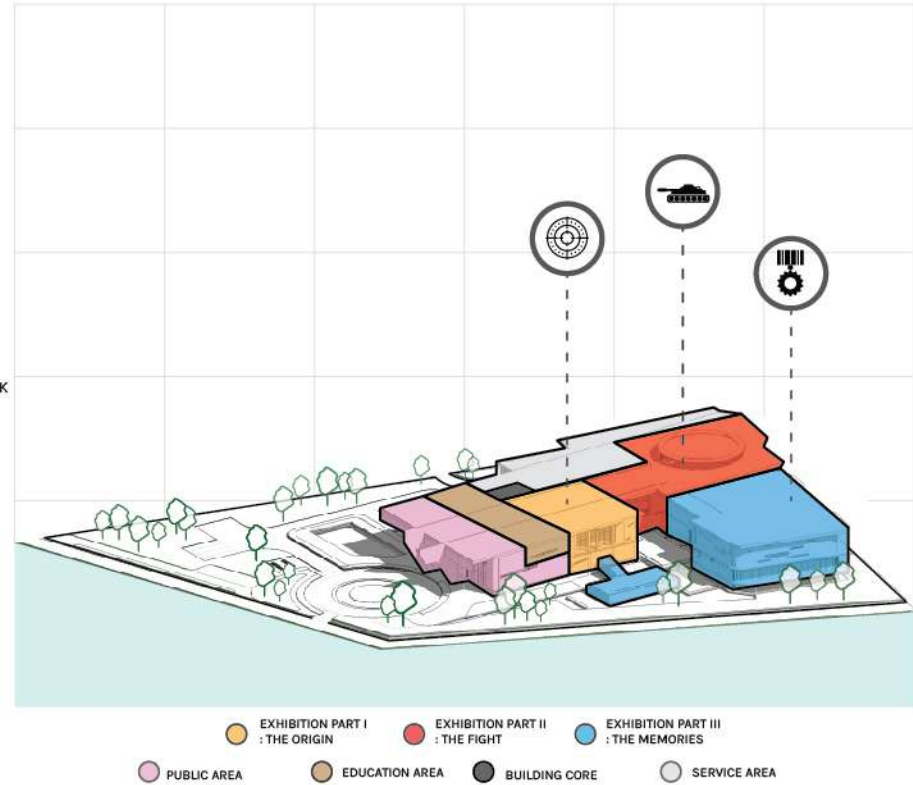 K
EXHIBITION PART I
: THE ORIGIN
EXHIBITION PART II
: THE FIGHT
EXHIBITION PART III
: THE MEMORIES
PUBLIC AREA
EDUCATION AREA
BUILDING CORE
SERVICE AREA